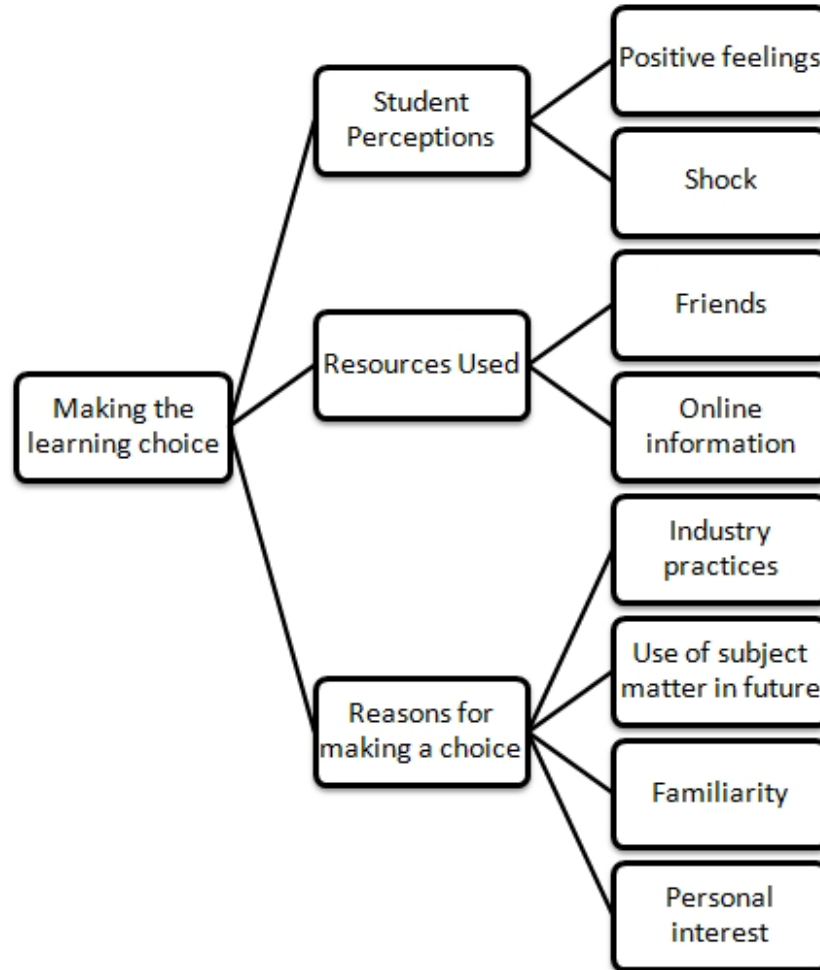 Making the
learning choice
Student
Perceptions
Positive feelings
Shock
Resources Used
Friends
Online
information
Reasons for
making a choice
Industry
practices
Use of subject
matter in future
Familiarity
Personal
interest